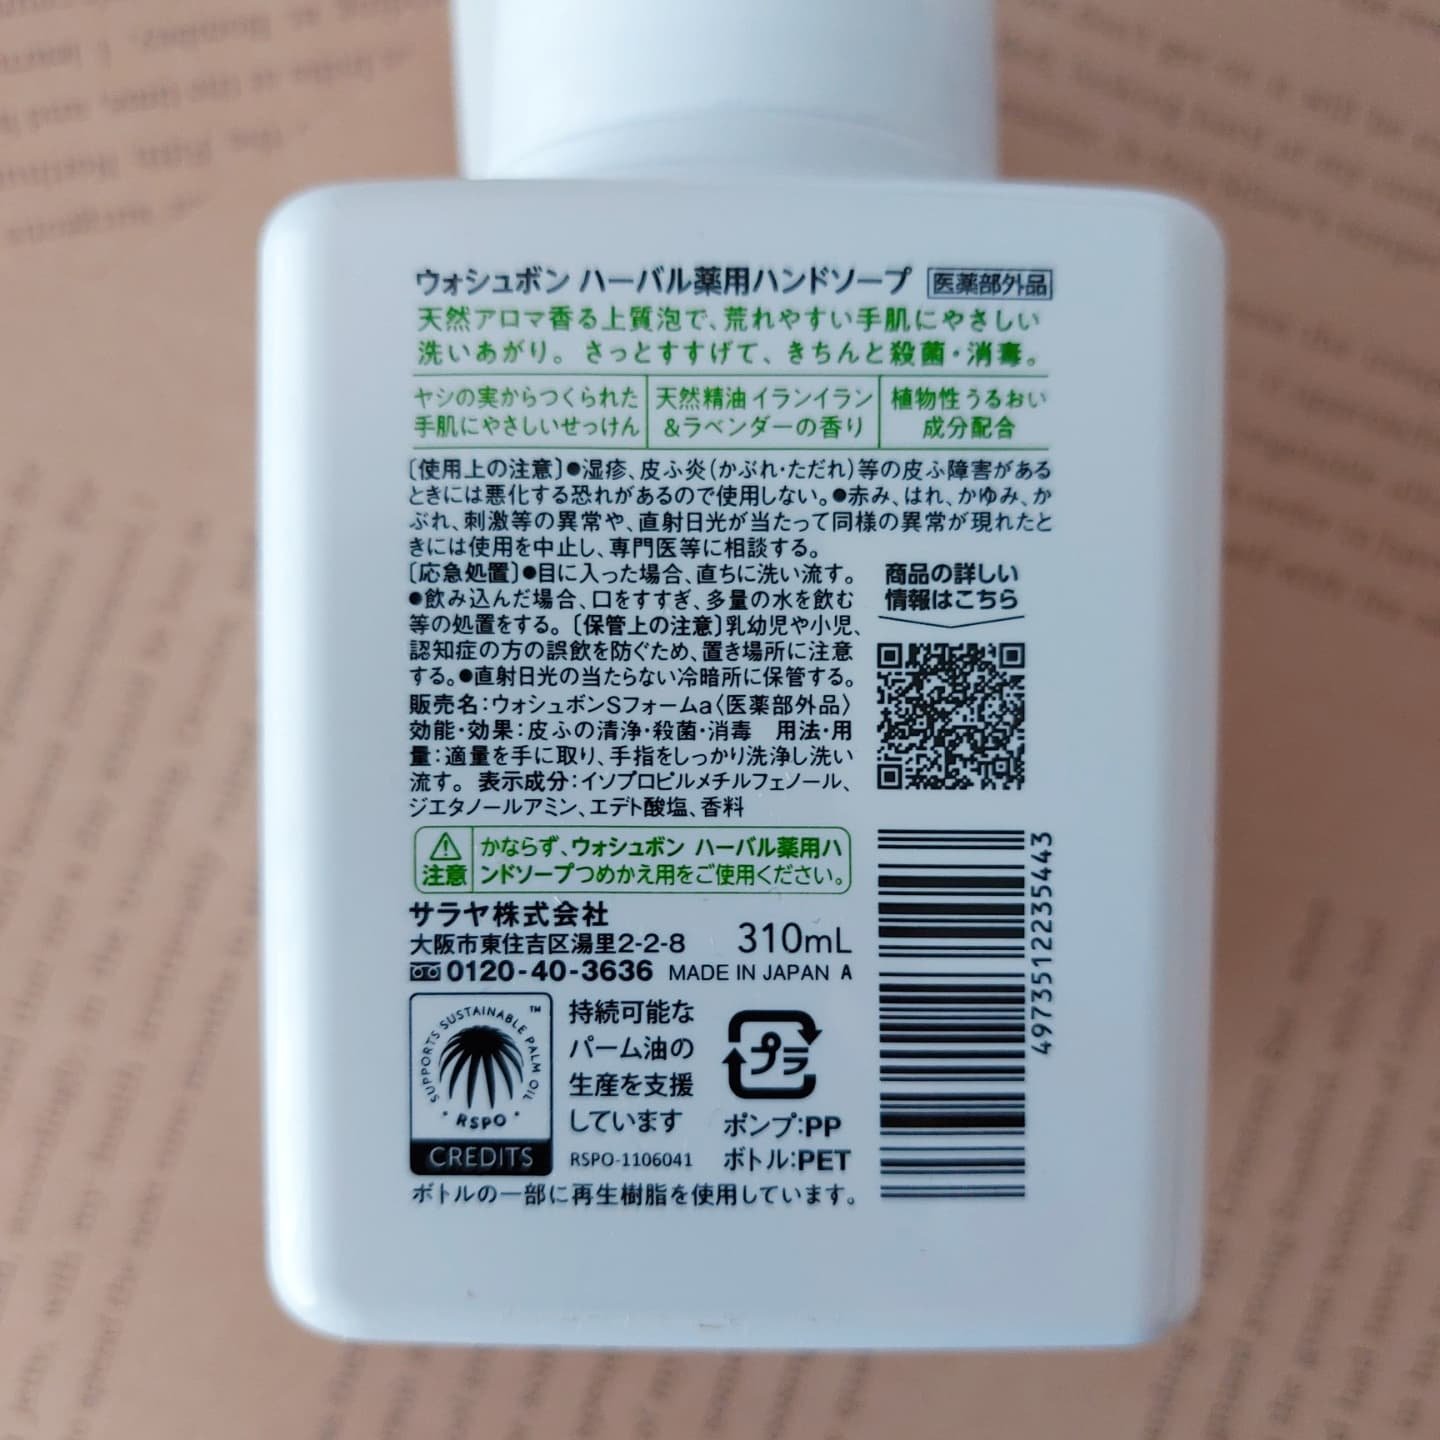 ウォシュボン ハーバル薬用ハンドソープ 医薬部外品
天然アロマ香る上質泡で、荒れやすい手肌にやさしい
洗いあがり。さっとすすげて、きちんと殺菌・消毒。
ヤシの実からつくられた
手肌にやさしいせっけん
天然精油イランイラン
&ラベンダーの香り
植物性うるおい
成分配合
〔使用上の注意〕●湿疹、皮ふ炎(かぶれ・ただれ)等の皮ふ障害がある
ときには悪化する恐れがあるので使用しない。●赤み、はれ、かゆみ、か
ぶれ、刺激等の異常や、直射日光が当たって同様の異常が現れたと
きには使用を中止し、専門医等に相談する。
〔応急処置〕●目に入った場合、直ちに洗い流す。
●飲み込んだ場合、口をすすぎ、多量の水を飲む
等の処置をする。〔保管上の注意〕乳幼児や小児、
認知症の方の誤飲を防ぐため、置き場所に注意
する。●直射日光の当たらない冷暗所に保管する。
販売名:ウォシュボンSフォームa〈医薬部外品〉
効能・効果:皮ふの清浄・殺菌・消毒 用法・用
量:適量を手に取り、手指をしっかり洗浄し洗い
流す。 表示成分:イソプロピルメチルフェノール、
ジエタノールアミン、エデト酸塩、香料
商品の詳しい
情報はこちら
注意
かならず、ウォシュボン ハーバル薬用ハ
ンドソープつめかえ用をご使用ください。
サラヤ株式会社
大阪市東住吉区湯里2-2-8
0120-40-3636
310mL
MADE IN JAPAN A
4973512235443
SUPPORTS SUSTAINABLE PALM OIL ™
RSPO
CREDITS
持続可能な
パーム油の
生産を支援
しています
RSPO-1106041
プラ
ポンプ:PP
ボトル:PET
ボトルの一部に再生樹脂を使用しています。